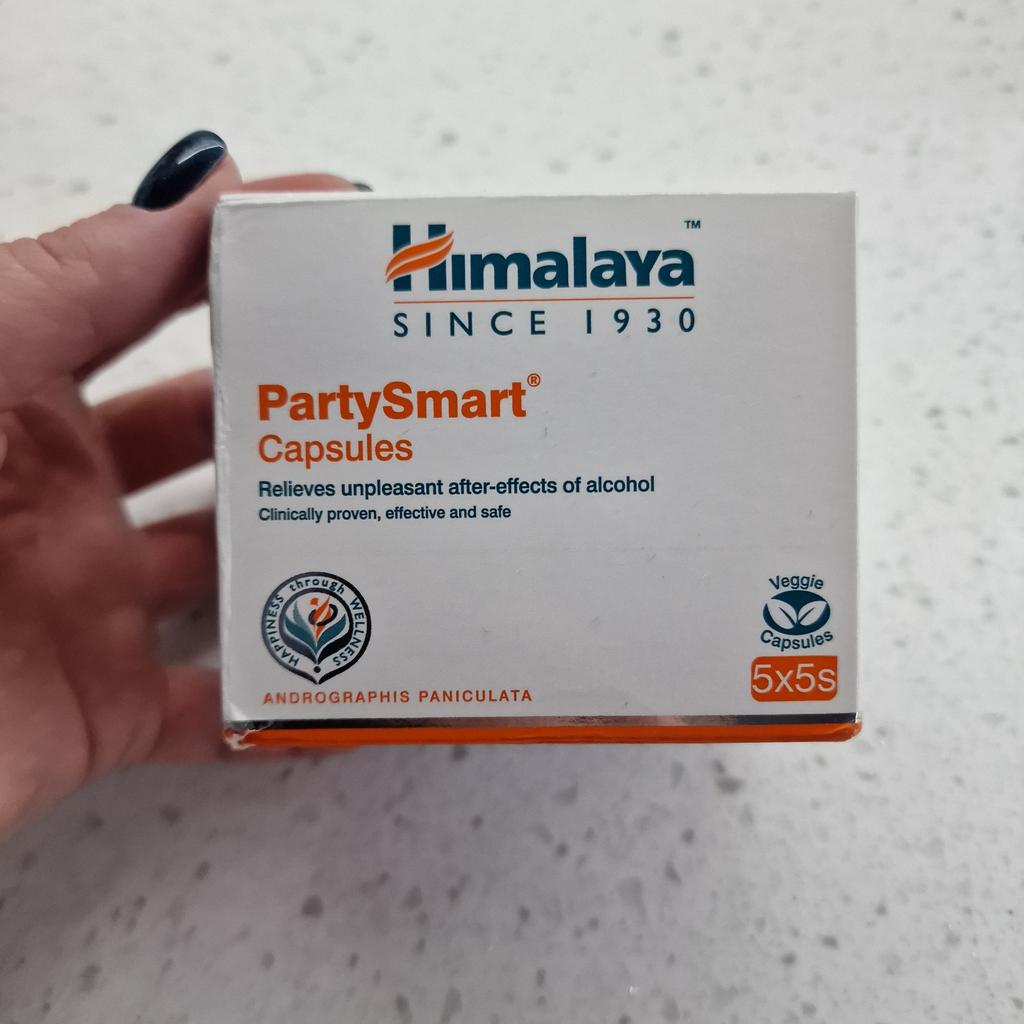 Himalaya™
SINCE 1930
PartySmart®
Capsules
Relieves unpleasant after-effects of alcohol
Clinically proven, effective and safe
HAPPINESS through WELLNESS
Veggie
Capsules
5x5s
ANDROGRAPHIS PANICULATA